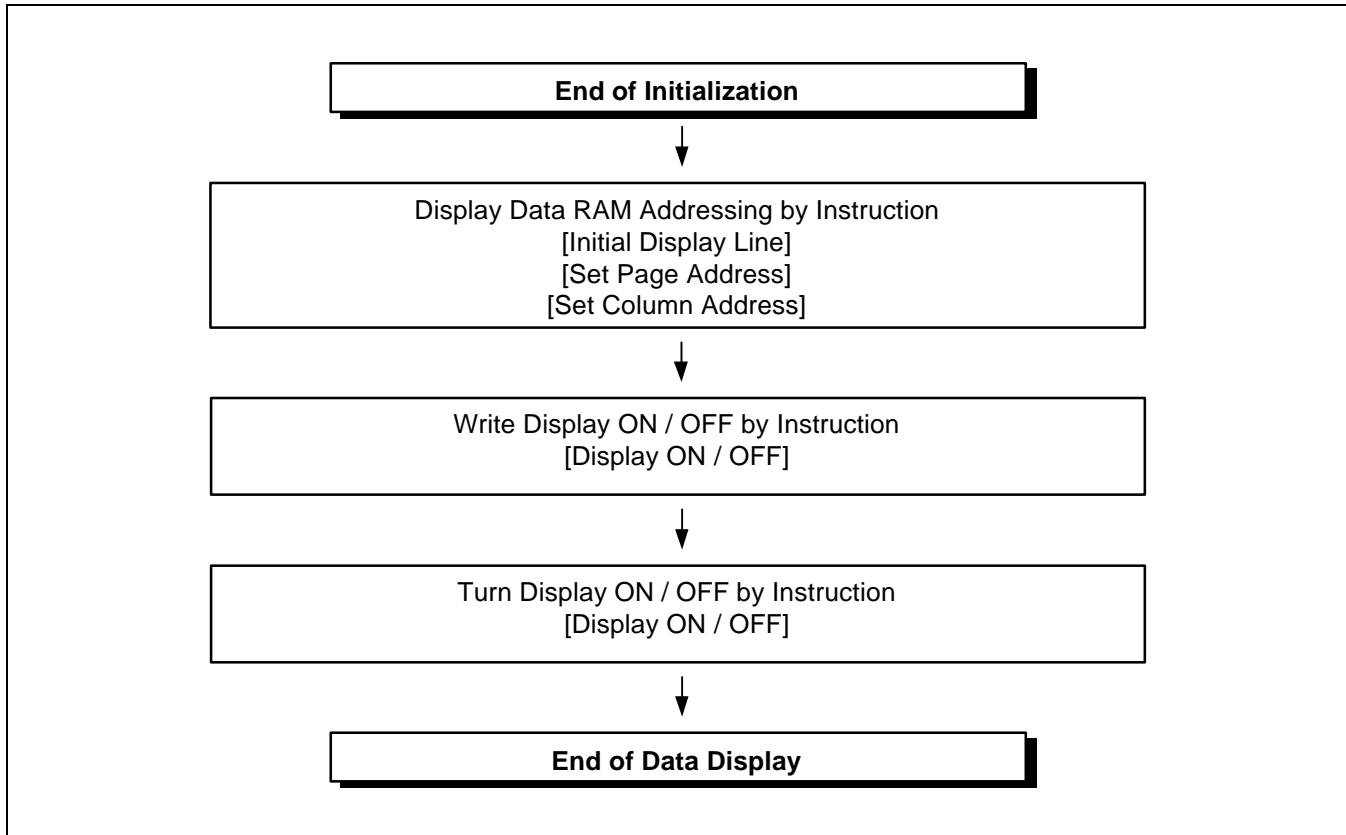 End of Initialization
Display Data RAM Addressing by Instruction
[Initial Display Line]
[Set Page Address]
[Set Column Address]
Write Display ON / OFF by Instruction
[Display ON / OFF]
Turn Display ON / OFF by Instruction
[Display ON / OFF]
End of Data Display